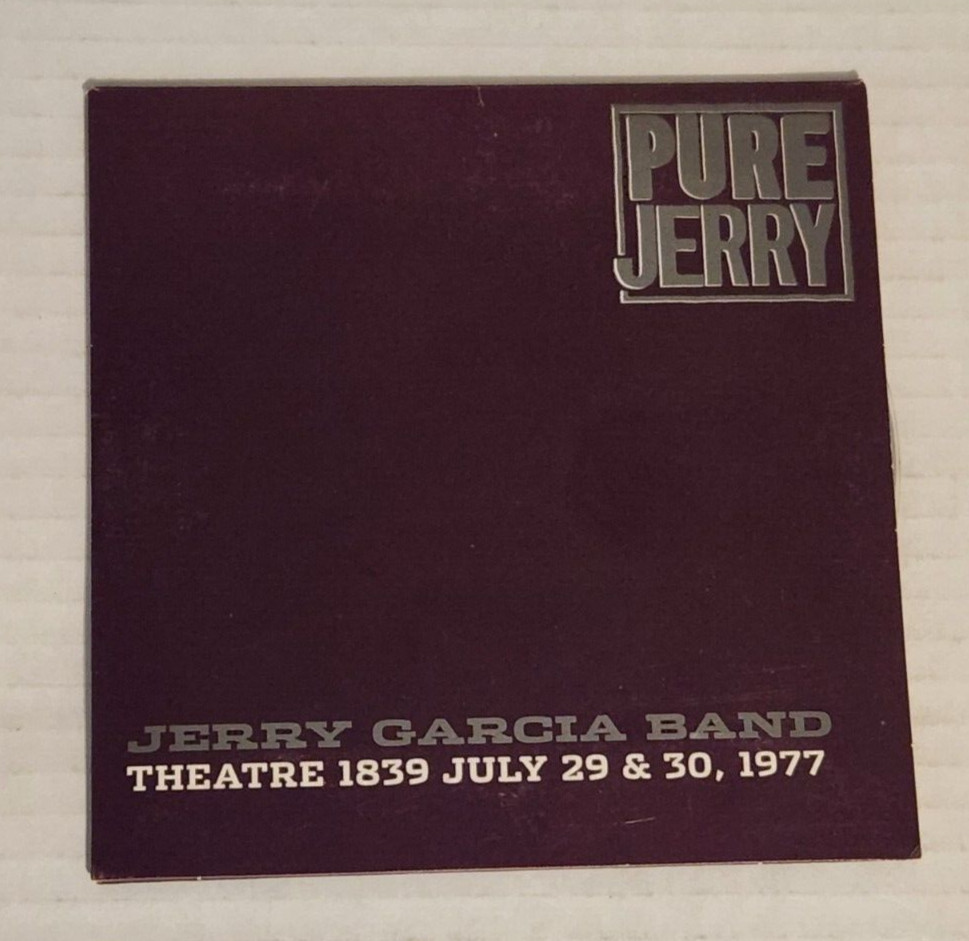 PURE
JERRY
JERRY GARCIA BAND
THEATRE 1839 JULY 29 & 30, 1977